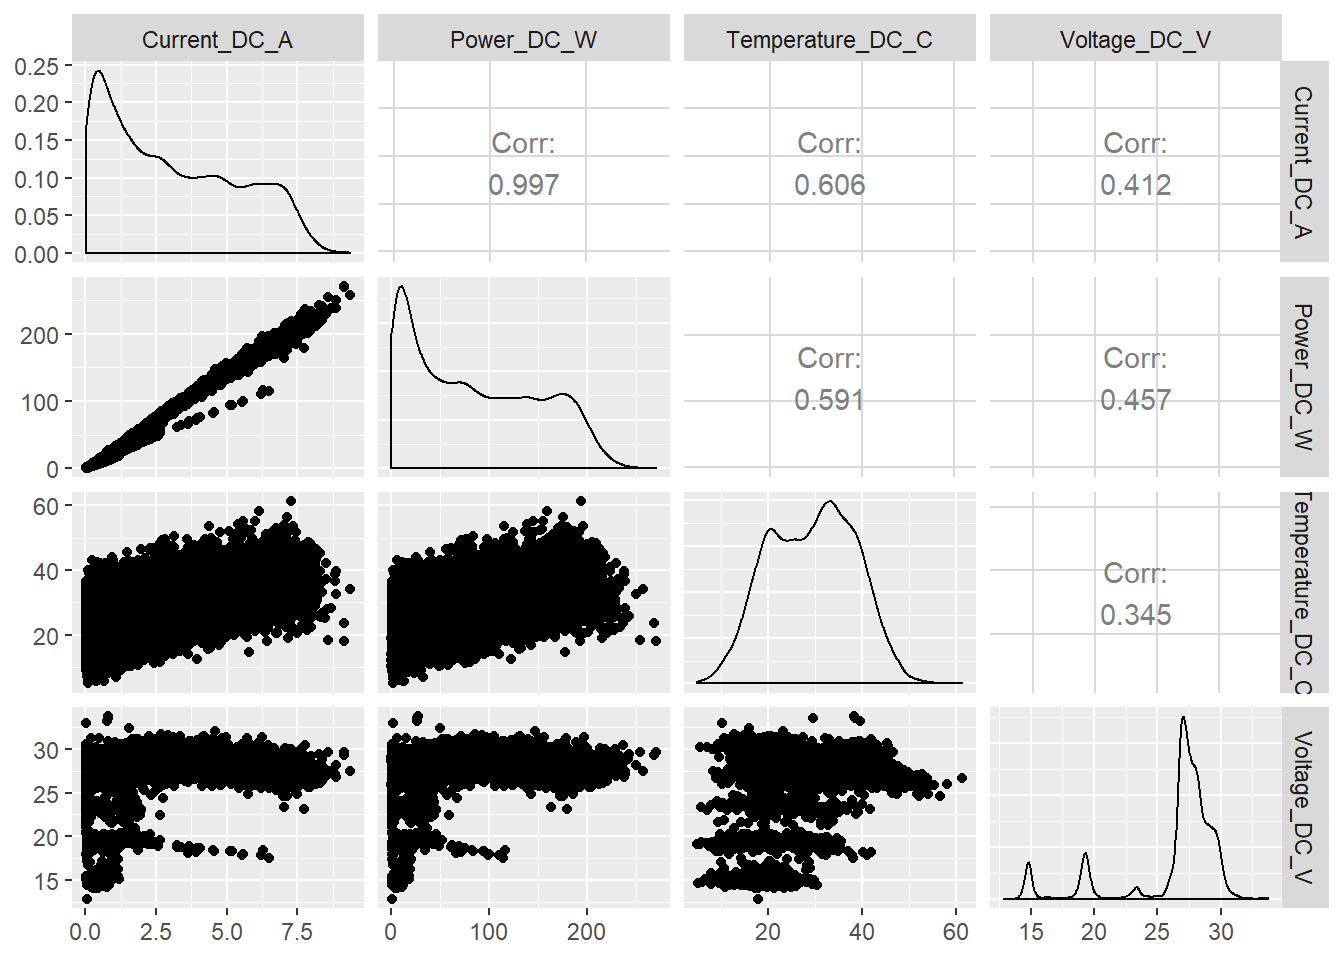 Current_DC_A
Power_DC_W
Temperature_DC_C
Voltage_DC_V
0.25
0.20
0.15
0.10
0.05
0.00
Corr:
0.997
Corr:
0.606
Corr:
0.412
Current_DC_A
200
100
0
Corr:
0.591
Corr:
0.457
Power_DC_W
60
40
20
Corr:
0.345
Temperature_DC_C
30
25
20
15
Voltage_DC_V
0.0 2.5 5.0 7.5
0 100 200
20 40 60
15 20 25 30